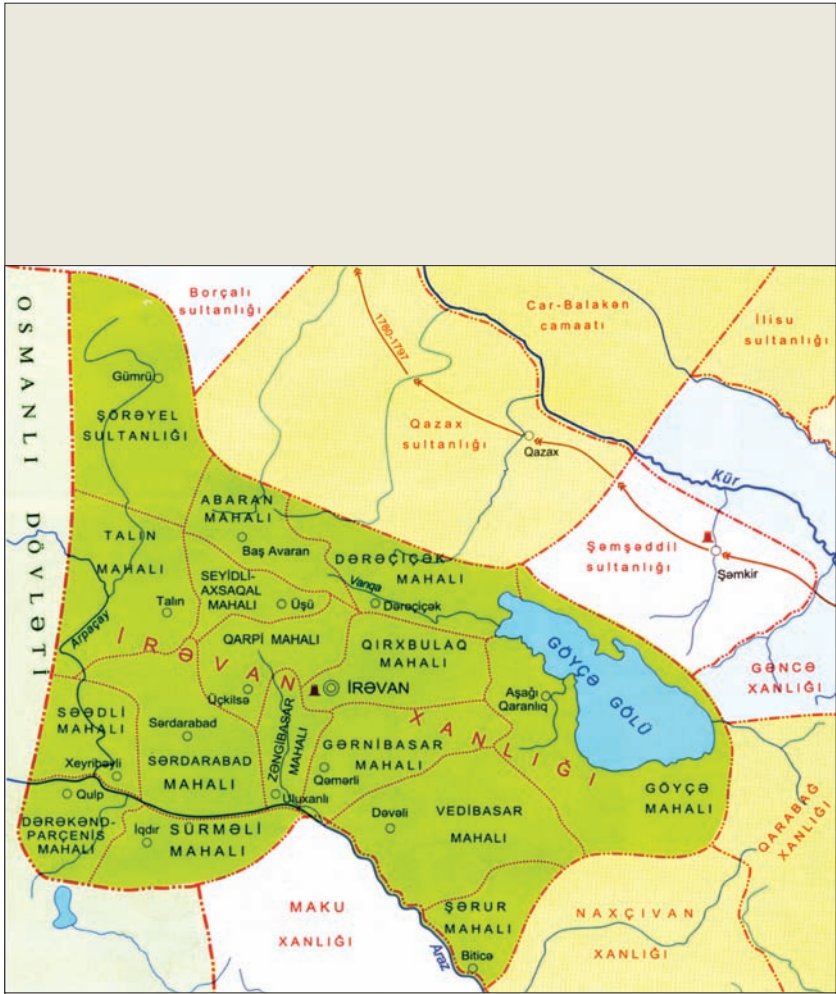 OSMANLI DÖVLƏTİ
Borçalı
sultanlığı
1780-1797
Car-Balakən
camaatı
İlisu
sultanlığı
Gümrü
ŞÖRƏYEL
SULTANLIĞI
Qazax
sultanlığı
Qazax
Kür
ABARAN
MAHALI
Baş Avaran
TALIN
MAHALI
DƏRƏÇİÇƏK
MAHALI
Şəmşəddil
sultanlığı
Şəmkir
SEYİDLİ-
AXSAQAL
MAHALI
Vanqa
Talın
Üşü
Dərəçiçək
Arpaçay
İRƏVAN XANLIĞI
QARPİ MAHALI
QIRXBULAQ
MAHALI
GÖYÇƏ GÖLÜ
GƏNCƏ
XANLIĞI
Üçkilsə
İRƏVAN
Aşağı
Qaranlıq
SƏƏDLİ
MAHALI
Sərdarabad
ZƏNGİBASAR
MAHALI
GƏRNİBASAR
MAHALI
Xeyribəyli
SƏRDARABAD
MAHALI
Qəmərli
GÖYÇƏ
MAHALI
Qulp
Uluxanlı
QARABAĞ
XANLIĞI
DƏRƏKƏND-
PARÇENİS
MAHALI
İqdır
SÜRMƏLİ
MAHALI
Dəvəli
VEDİBASAR
MAHALI
MAKU
XANLIĞI
ŞƏRUR
MAHALI
NAXÇIVAN
XANLIĞI
Araz
Biticə